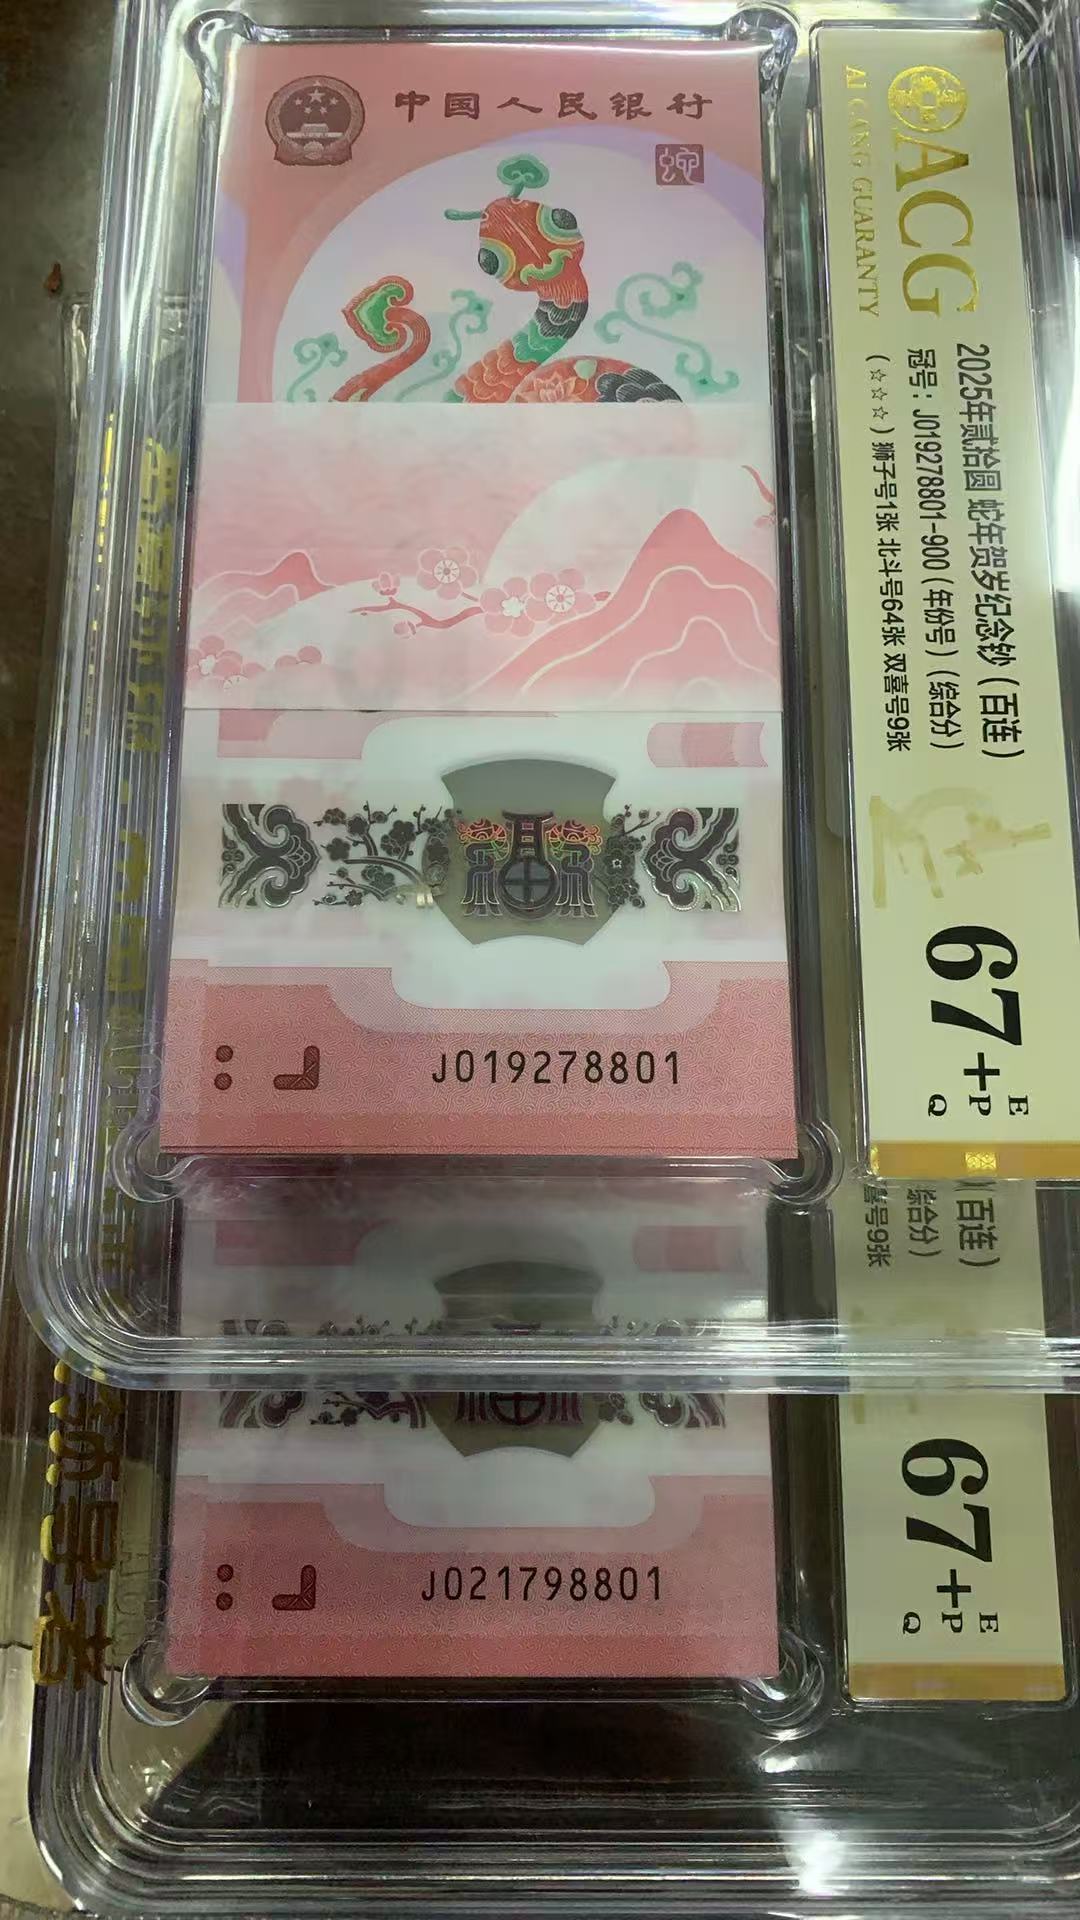 中国人民银行
蛇
J019278801
ACG
AI CANG GUARANTY
2025年贰拾圆 蛇年贺岁纪念钞（百连）
冠号：J019278801-900（年份号）（综合分）
（☆☆☆）狮子号1张 北斗号64张 双喜号9张
67+
E
P
Q
（百连）
综合分）
喜号9张
J021798801
67+
E
P
Q